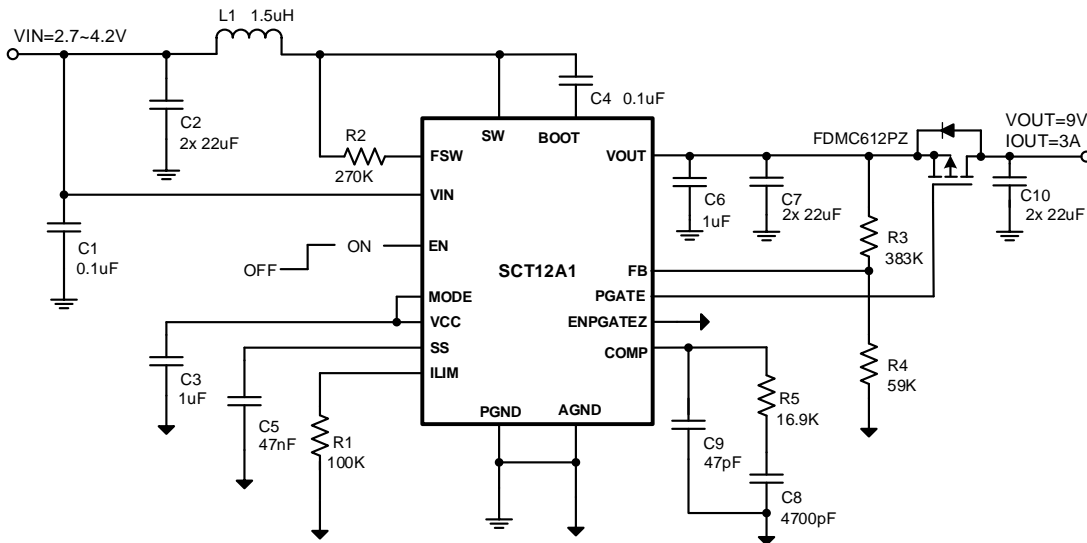 L1 1.5uH
VIN=2.7~4.2V
C2
2x 22uF
C4 0.1uF
R2
270K
C1
0.1uF
OFF
ON
SW
BOOT
FSW
VIN
EN
MODE
VCC
SS
ILIM
SCT12A1
VOUT
FB
PGATE
ENPGATEZ
COMP
PGND
AGND
C3
1uF
C5
47nF
R1
100K
C6
1uF
C7
2x 22uF
FDMC612PZ
VOUT=9V
IOUT=3A
C10
2x 22uF
R3
383K
R4
59K
R5
16.9K
C9
47pF
C8
4700pF